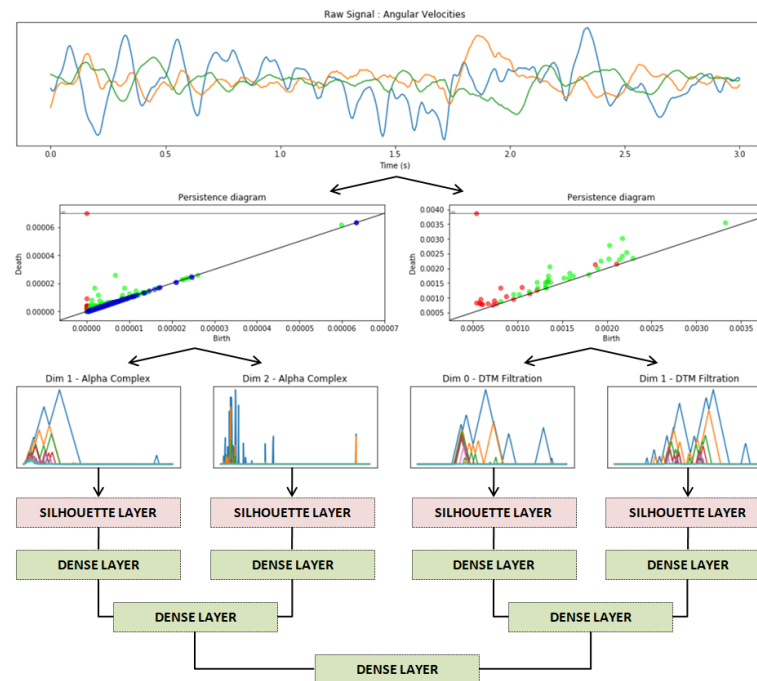 Raw Signal : Angular Velocities
0.0 0.5 1.0 1.5 2.0 2.5 3.0
Time (s)
Persistence diagram
Death
0.00006
0.00004
0.00002
0.00000
0.00000 0.00001 0.00002 0.00003 0.00004 0.00005 0.00006 0.00007
Birth
Persistence diagram
Death
0.0040
0.0035
0.0030
0.0025
0.0020
0.0015
0.0010
0.0005
0.0005 0.0010 0.0015 0.0020 0.0025 0.0030 0.0035
Birth
Dim 1 - Alpha Complex
Dim 2 - Alpha Complex
Dim 0 - DTM Filtration
Dim 1 - DTM Filtration
SILHOUETTE LAYER
SILHOUETTE LAYER
SILHOUETTE LAYER
SILHOUETTE LAYER
DENSE LAYER
DENSE LAYER
DENSE LAYER
DENSE LAYER
DENSE LAYER
DENSE LAYER
DENSE LAYER